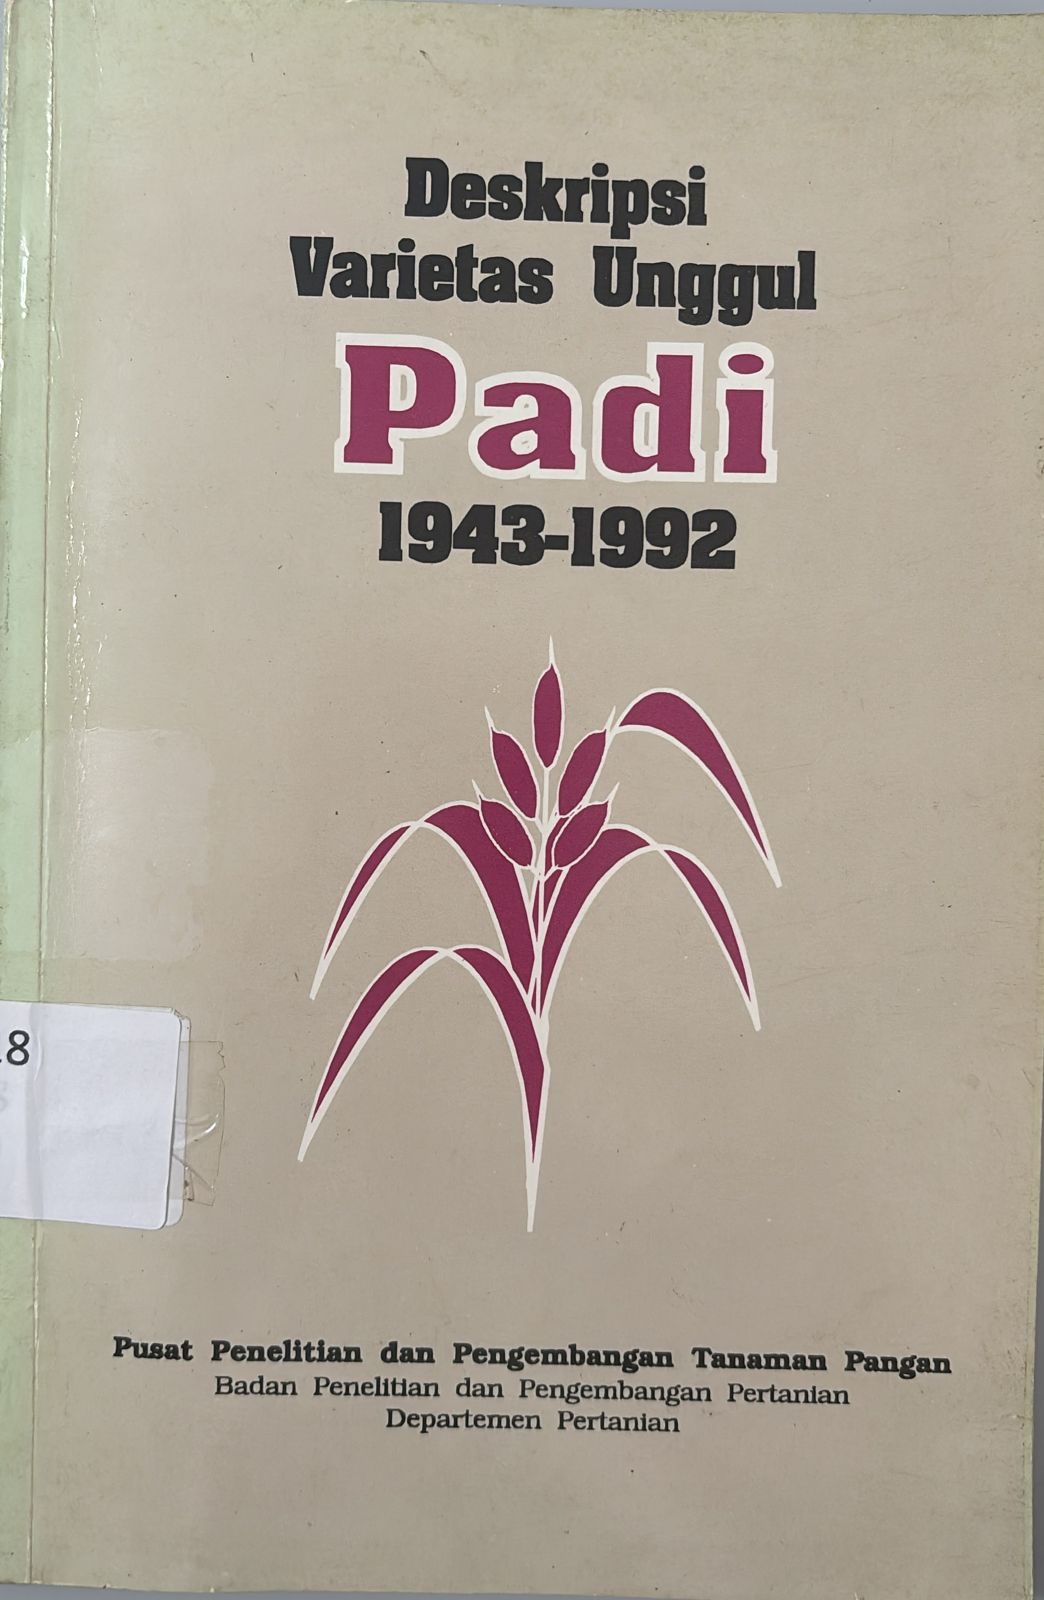 Deskripsi
Varietas Unggul
Padi
1943-1992
8
Pusat Penelitian dan Pengembangan Tanaman Pangan
Badan Penelitian dan Pengembangan Pertanian
Departemen Pertanian